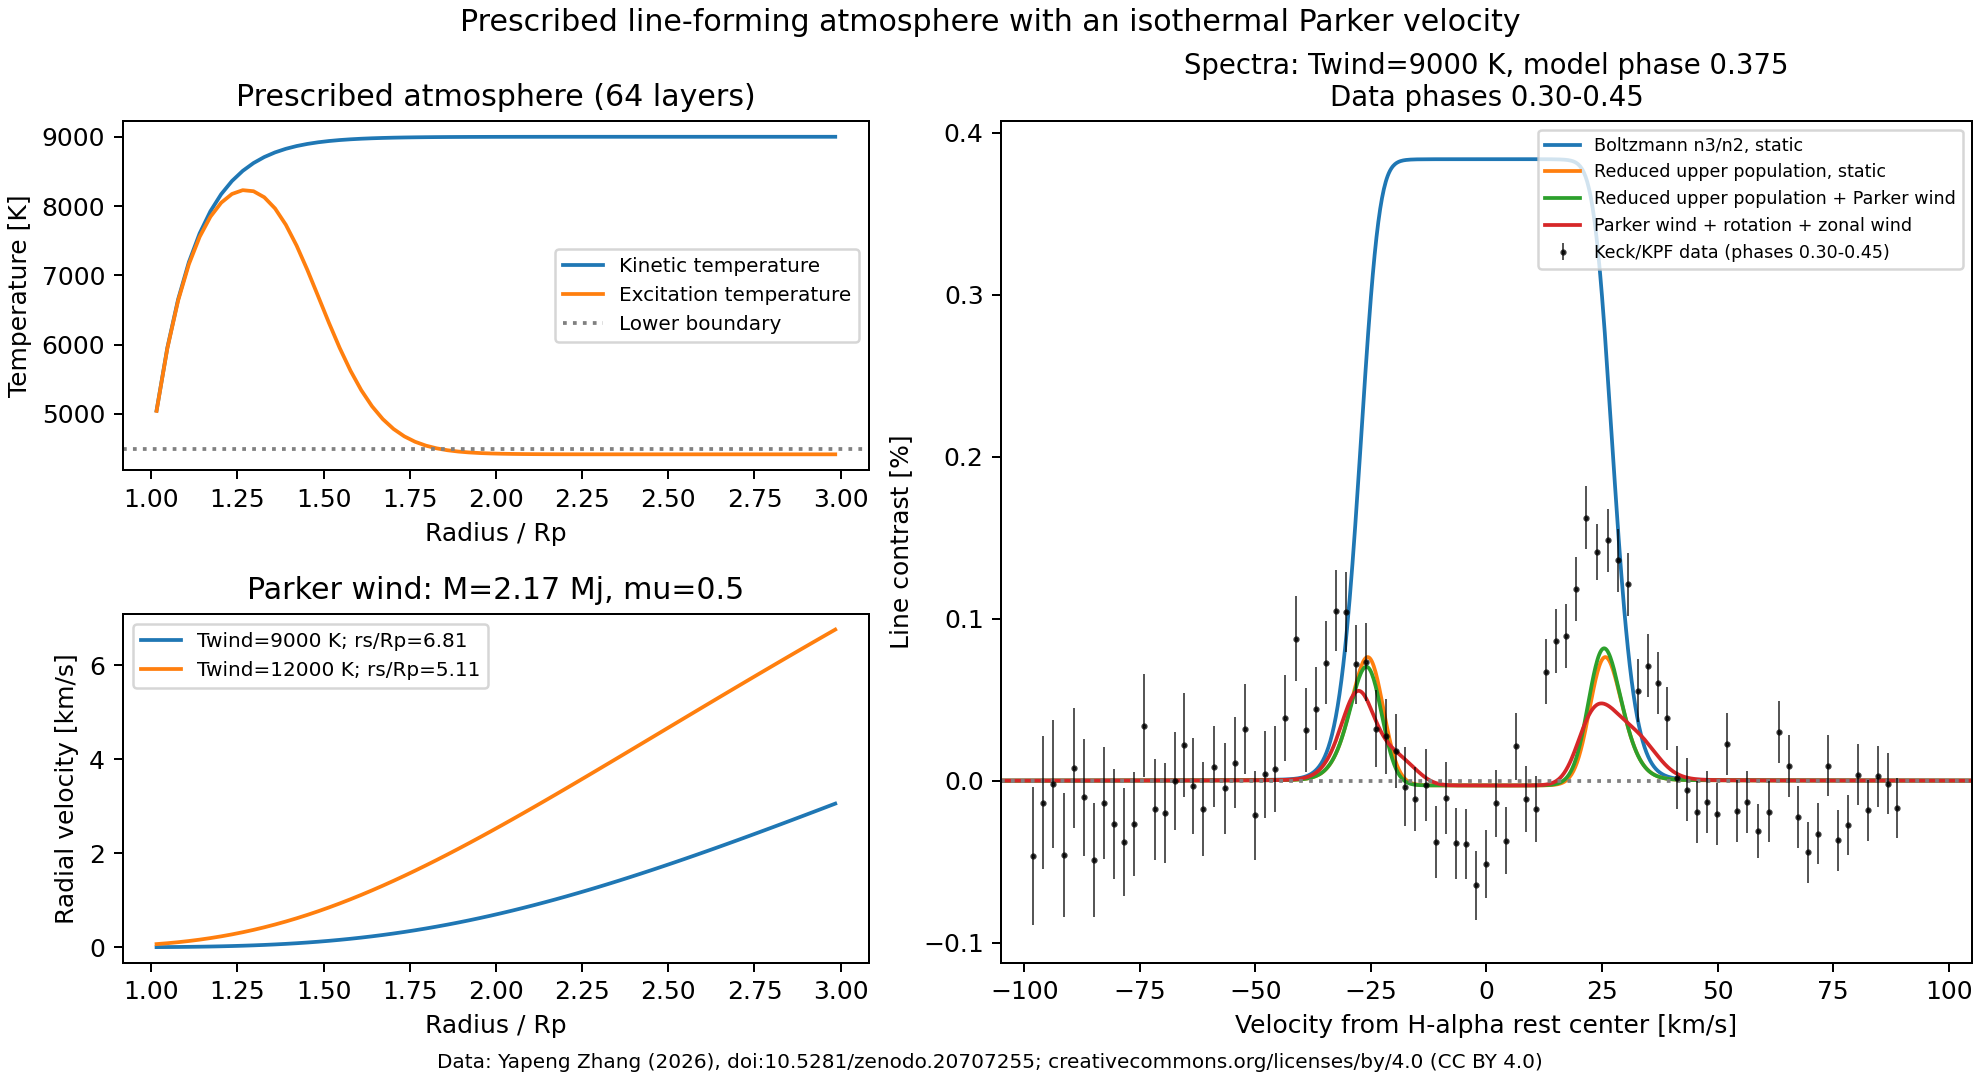 Prescribed line-forming atmosphere with an isothermal Parker velocity
Prescribed atmosphere (64 layers)
9000
8000
7000
6000
5000
Temperature [K]
Kinetic temperature
Excitation temperature
Lower boundary
1.00 1.25 1.50 1.75 2.00 2.25 2.50 2.75 3.00
Radius / Rp
Parker wind: M=2.17 Mj, mu=0.5
Twind=9000 K; rs/Rp=6.81
Twind=12000 K; rs/Rp=5.11
6
4
2
0
Radial velocity [km/s]
1.00 1.25 1.50 1.75 2.00 2.25 2.50 2.75 3.00
Radius / Rp
Spectra: Twind=9000 K, model phase 0.375
Data phases 0.30-0.45
Boltzmann n3/n2, static
Reduced upper population, static
Reduced upper population + Parker wind
Parker wind + rotation + zonal wind
Keck/KPF data (phases 0.30-0.45)
0.4
0.3
0.2
0.1
0.0
−0.1
Line contrast [%]
−100 −75 −50 −25 0 25 50 75 100
Velocity from H-alpha rest center [km/s]
Data: Yapeng Zhang (2026), doi:10.5281/zenodo.20707255; creativecommons.org/licenses/by/4.0 (CC BY 4.0)